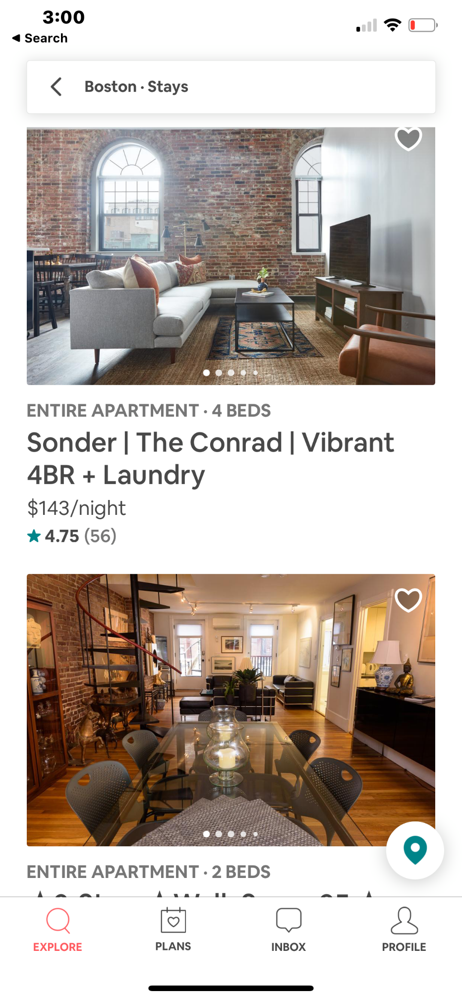 3:00
Search
Boston · Stays
ENTIRE APARTMENT · 4 BEDS
Sonder | The Conrad | Vibrant
4BR + Laundry
$143/night
4.75 (56)
ENTIRE APARTMENT · 2 BEDS
EXPLORE
PLANS
INBOX
PROFILE